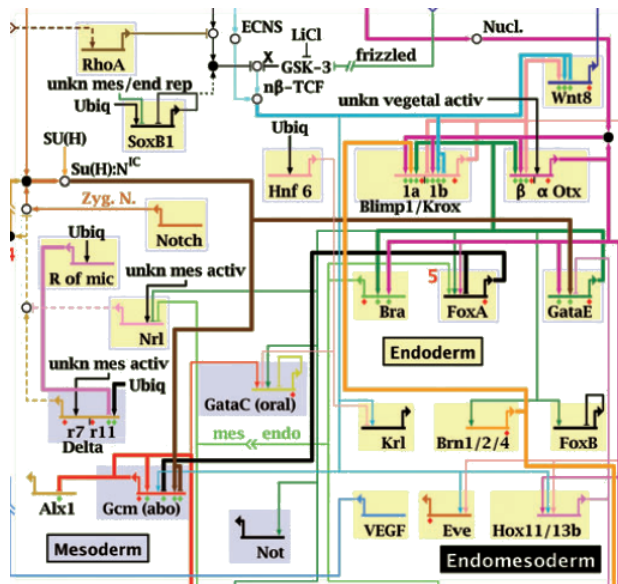 ECNS
LiCl
Nucl.
RhoA
X
GSK-3
frizzled
unkn mes/end rep
nβ-TCF
Wnt8
Ubiq
unkn vegetal activ
SoxB1
SU(H)
Ubiq
Su(H):N^IC
Hnf 6
1a 1b
β α Otx
Blimp1/Krox
Zyg. N.
Notch
Ubiq
R of mic
unkn mes activ
5
Nrl
Bra
FoxA
GataE
Endoderm
unkn mes activ
Ubiq
GataC (oral)
r7 r11
Delta
mes endo
Krl
Brn1/2/4
FoxB
Alx1
Gcm (abo)
Mesoderm
Not
VEGF
Eve
Hox11/13b
Endomesoderm